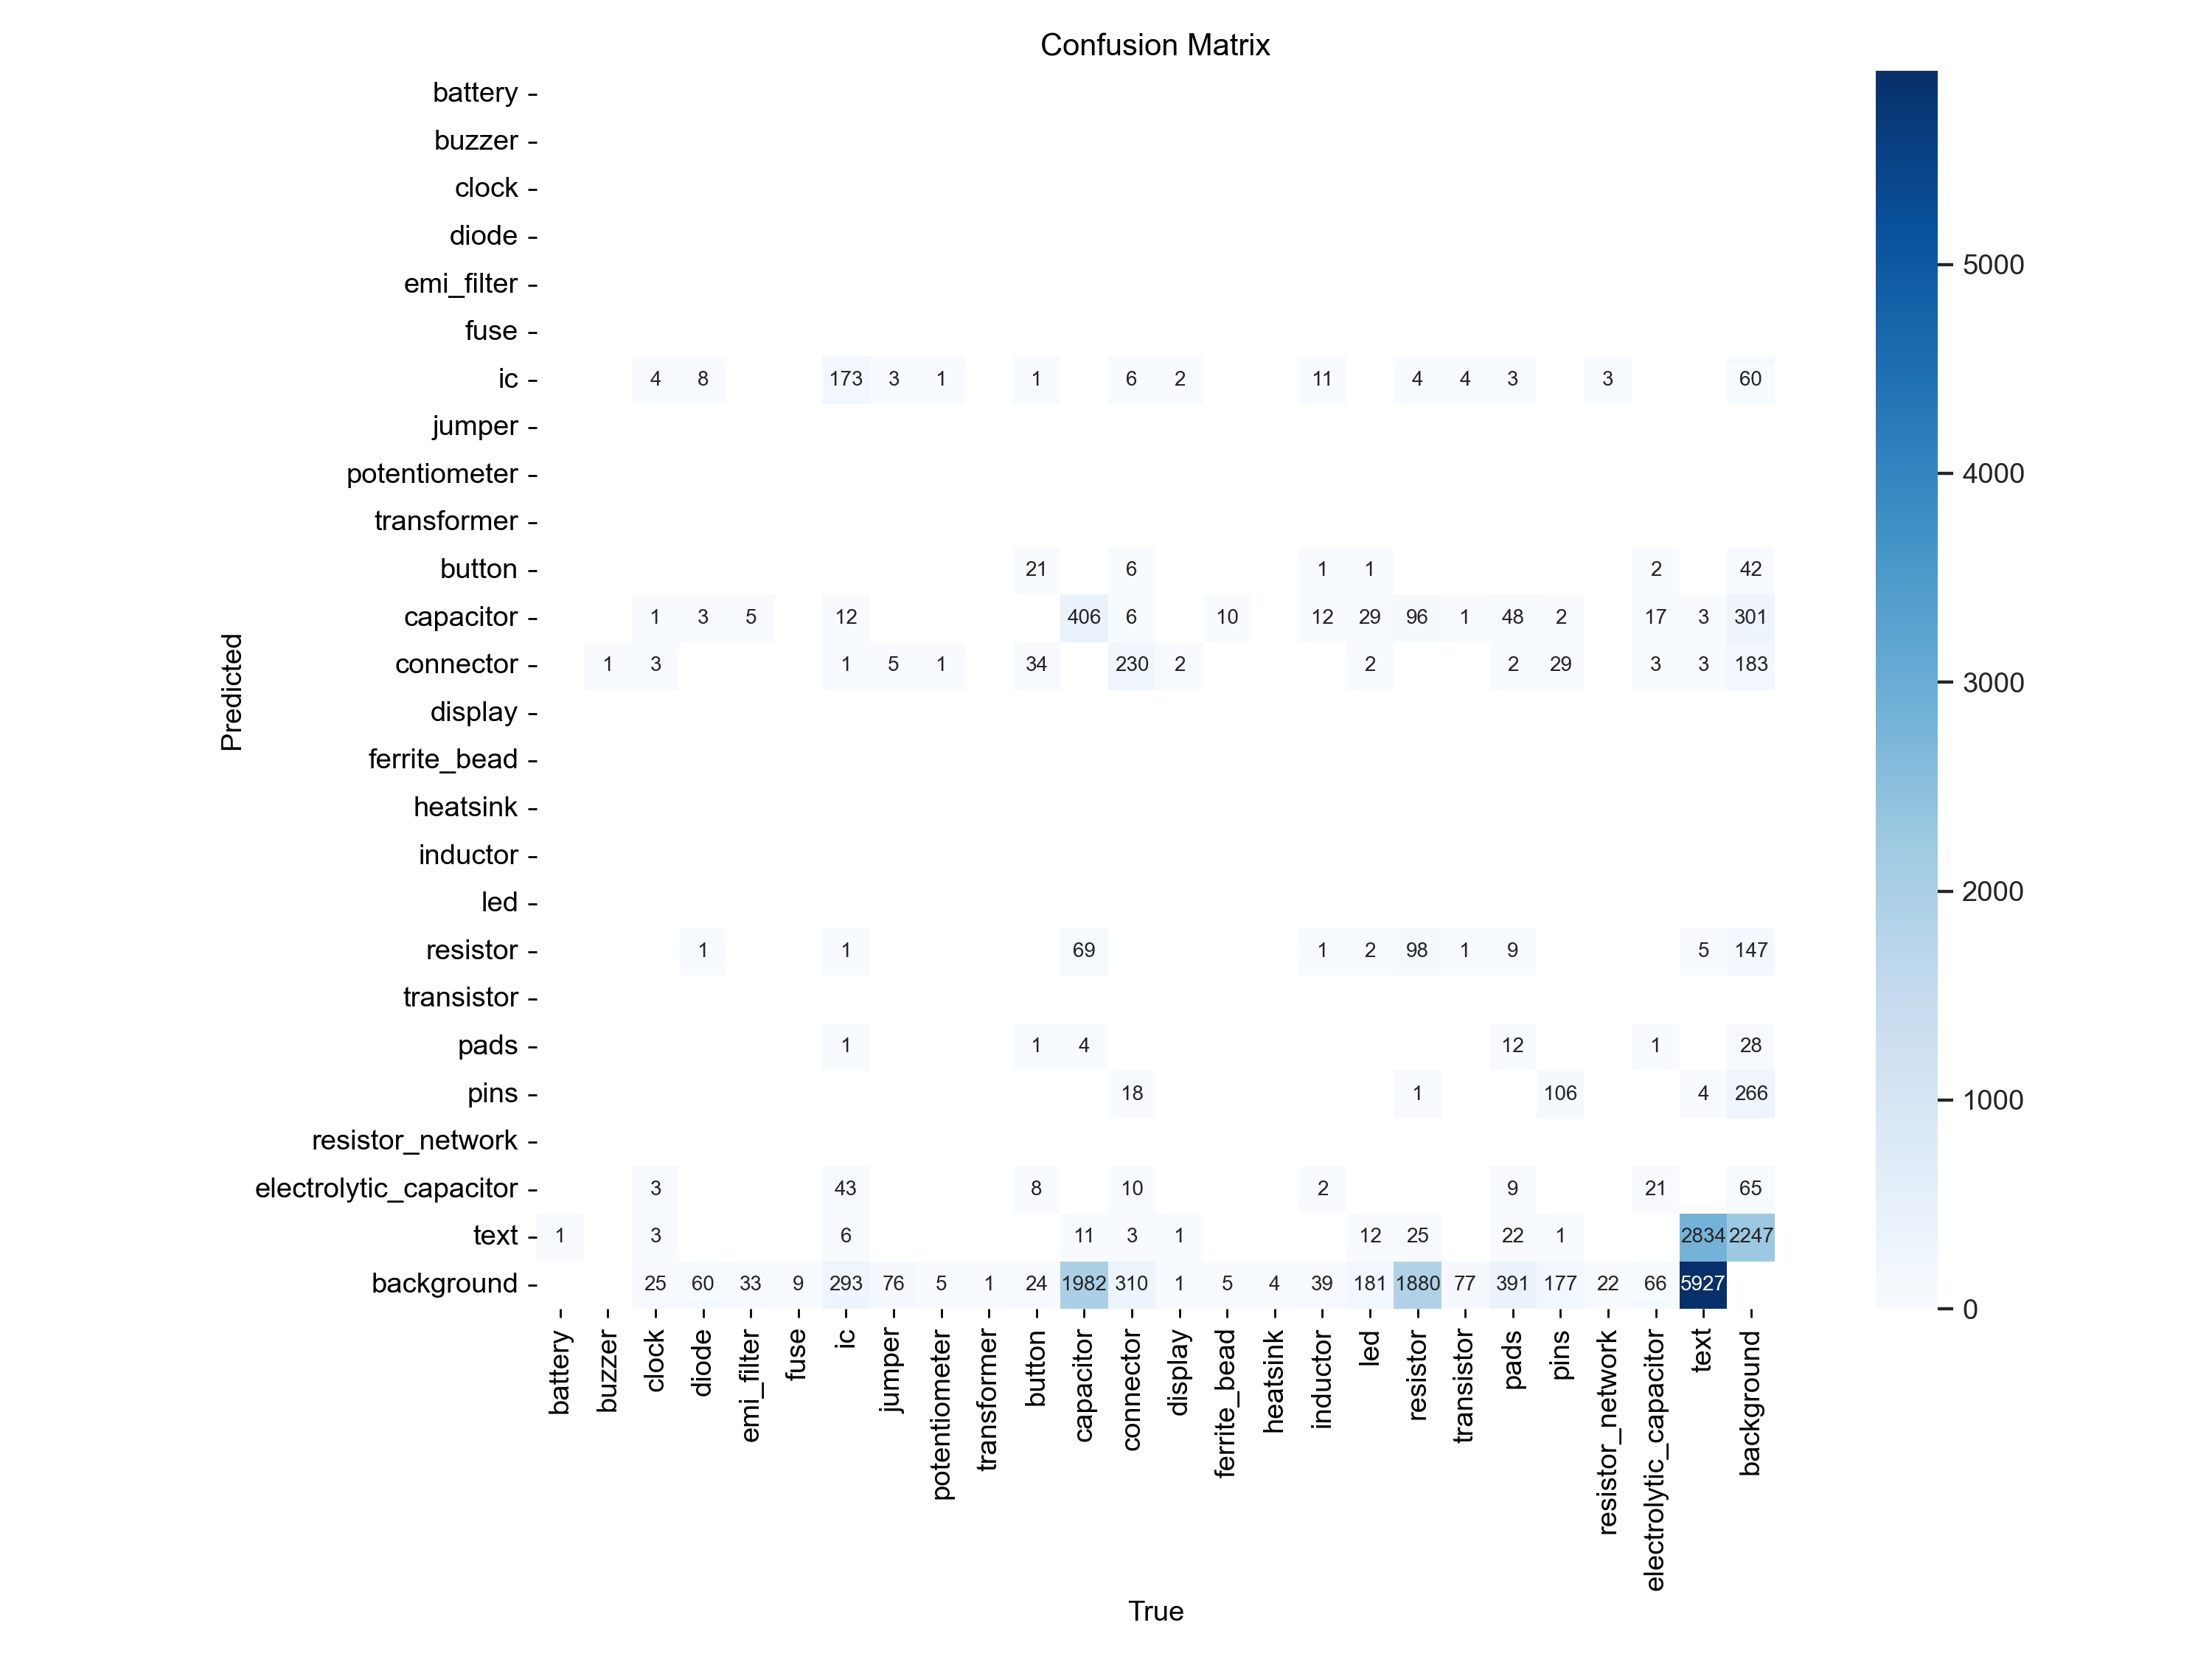 Confusion Matrix
battery
buzzer
clock
diode
emi_filter
fuse
ic 4 8 173 3 1 1 6 2 11 4 4 3 3 60
jumper
potentiometer
transformer
button 21 6 1 1 2 42
capacitor 1 3 5 12 406 6 10 12 29 96 1 48 2 17 3 301
connector 1 3 1 5 1 34 230 2 2 2 29 3 3 183
display
ferrite_bead
heatsink
inductor
led
resistor 1 1 69 1 2 98 1 9 5 147
transistor
pads 1 1 4 12 1 28
pins 18 1 106 4 266
resistor_network
electrolytic_capacitor 3 43 8 10 2 9 21 65
text 1 3 6 11 3 1 12 25 22 1 2834 2247
background 25 60 33 9 293 76 5 1 24 1982 310 1 5 4 39 181 1880 77 391 177 22 66 5927
Predicted
battery
buzzer
clock
diode
emi_filter
fuse
ic
jumper
potentiometer
transformer
button
capacitor
connector
display
ferrite_bead
heatsink
inductor
led
resistor
transistor
pads
pins
resistor_network
electrolytic_capacitor
text
background
True
5000
4000
3000
2000
1000
0